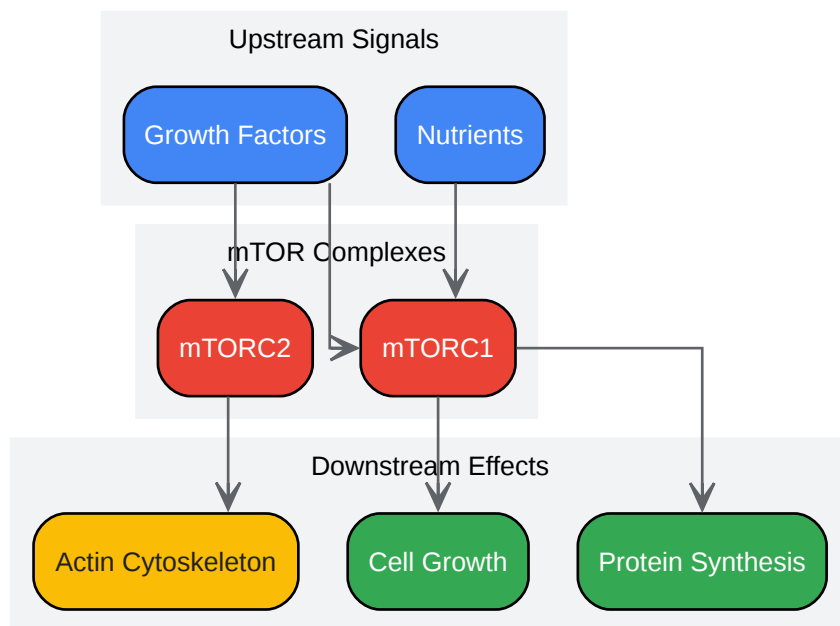 Upstream Signals
Growth Factors
Nutrients
mTOR Complexes
mTORC2
mTORC1
Downstream Effects
Actin Cytoskeleton
Cell Growth
Protein Synthesis